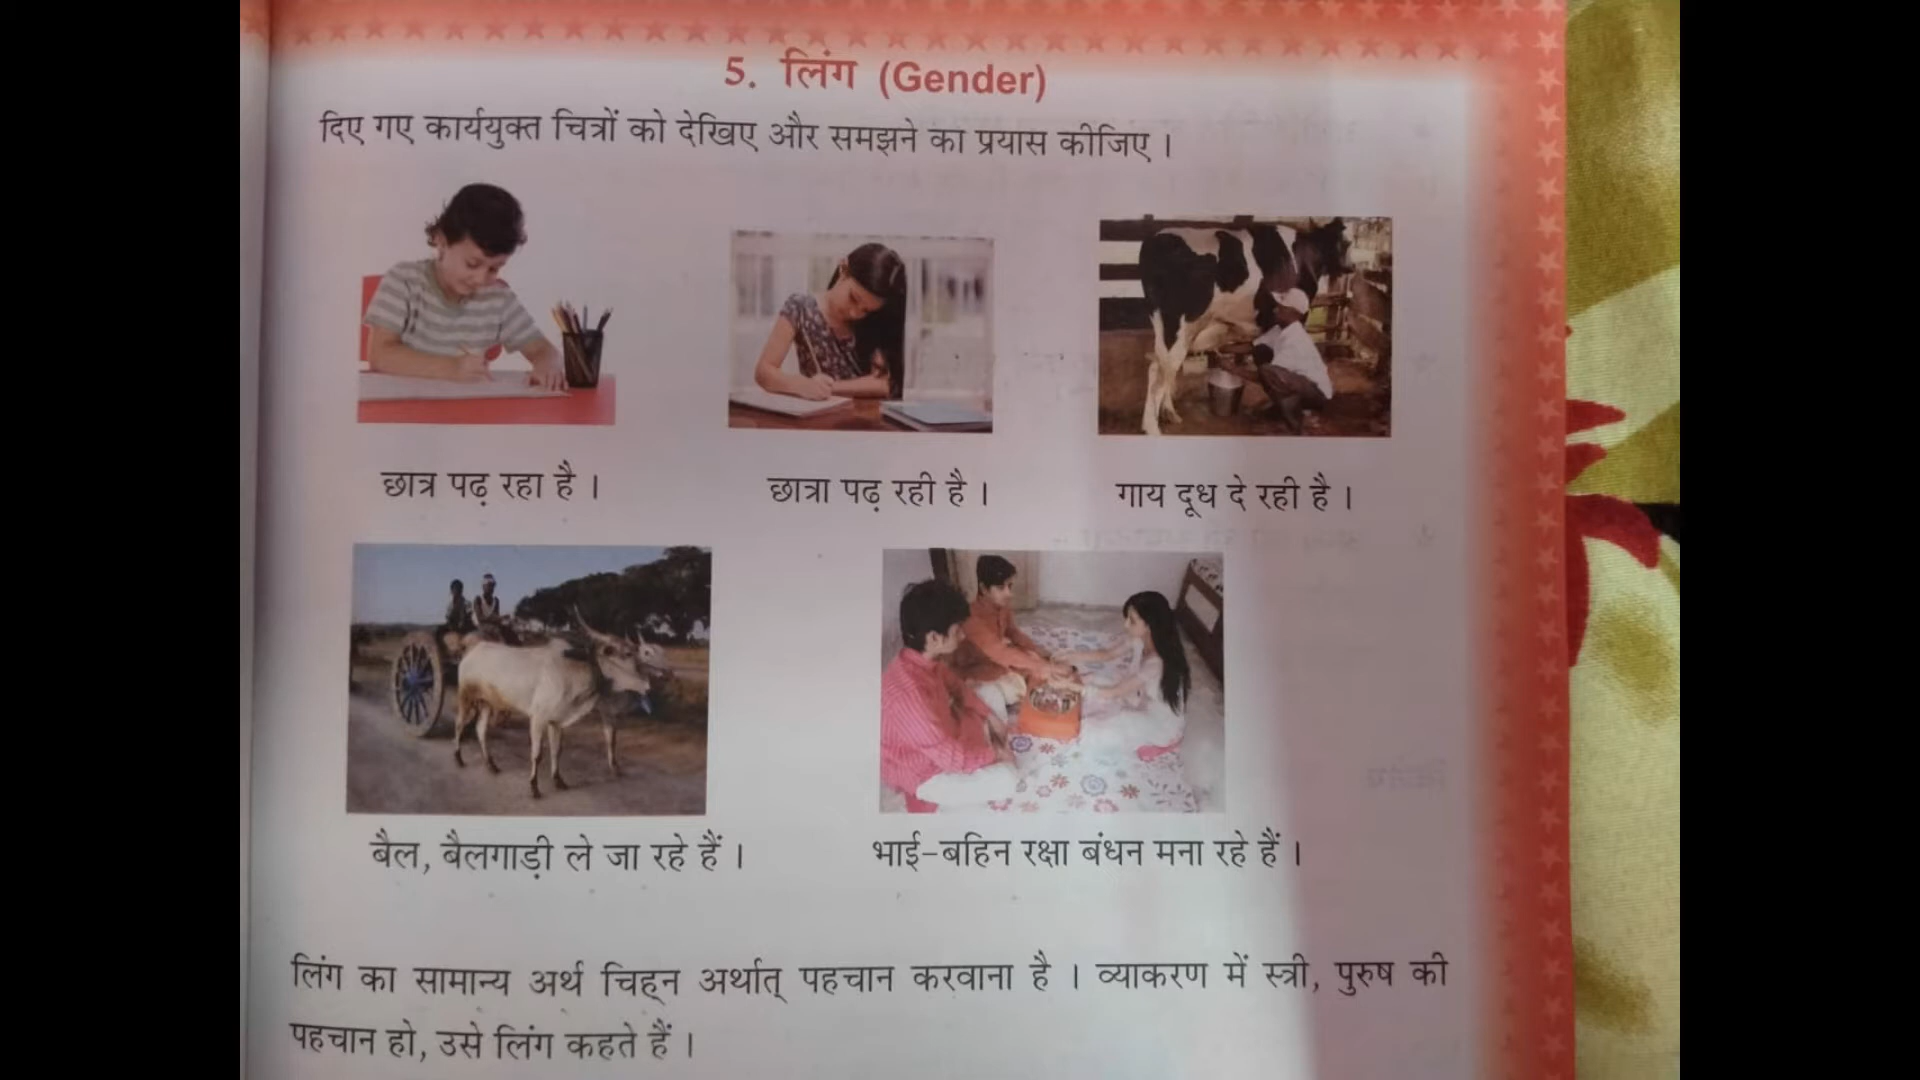 5. लिंग (Gender)
दिए गए कार्ययुक्त चित्रों को देखिए और समझने का प्रयास कीजिए ।
छात्र पढ़ रहा है ।
छात्रा पढ़ रही है ।
गाय दूध दे रही है ।
बैल, बैलगाड़ी ले जा रहे हैं ।
भाई-बहिन रक्षा बंधन मना रहे हैं ।
लिंग का सामान्य अर्थ चिह्न अर्थात् पहचान करवाना है । व्याकरण में स्त्री, पुरुष की
पहचान हो, उसे लिंग कहते हैं ।